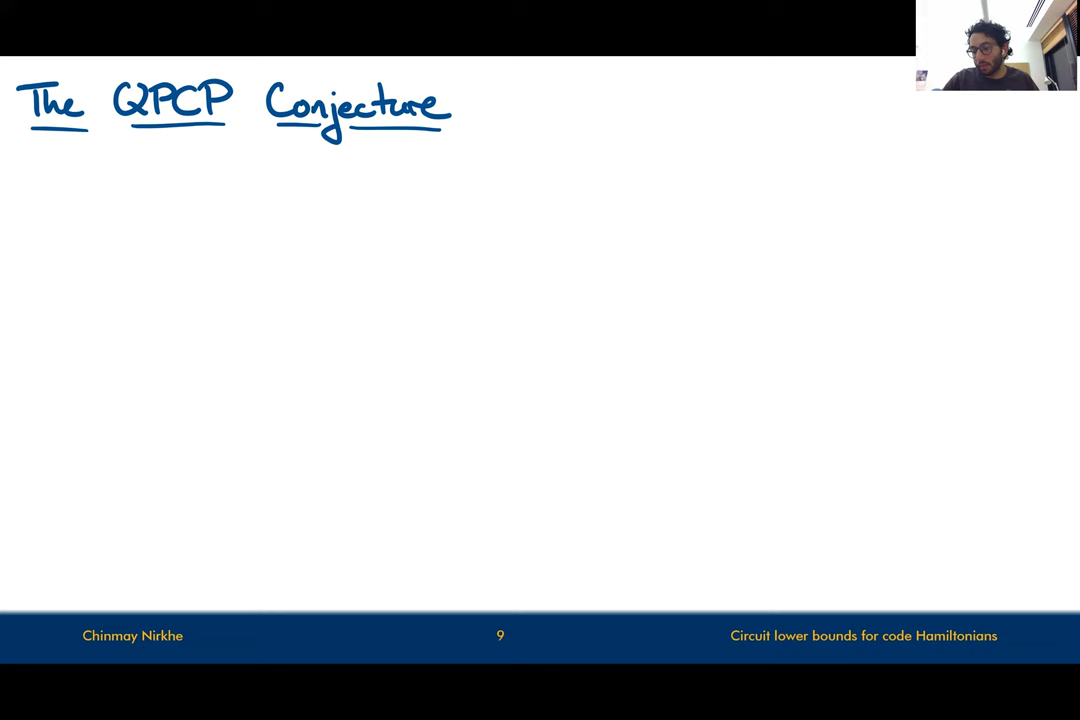 The QPCP Conjecture
Chinmay Nirkhe
9
Circuit lower bounds for code Hamiltonians